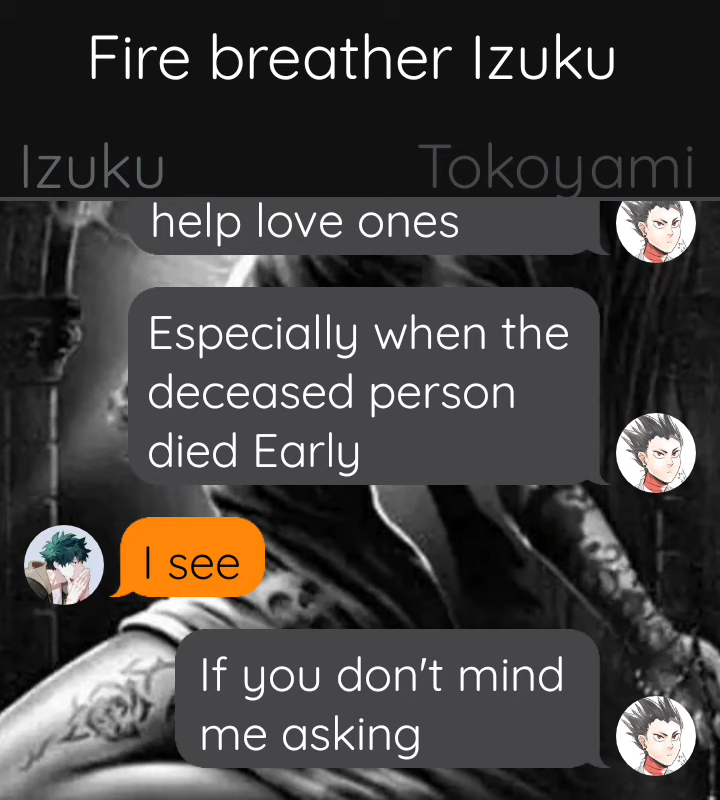 Fire breather Izuku
Izuku Tokoyami
help love ones
Especially when the
deceased person
died Early
I see
If you don't mind
me asking